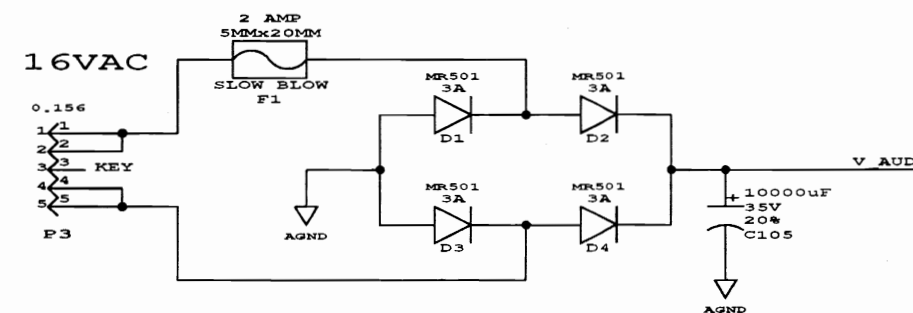 2 AMP
5MMx20MM
16VAC
SLOW BLOW
F1
0.156
1 1
2 2
3 3 KEY
4 4
5 5
P3
MR501
3A
D1
MR501
3A
D2
MR501
3A
D3
MR501
3A
D4
AGND
V_AUD
+ 10000uF
35V
20%
C105
AGND